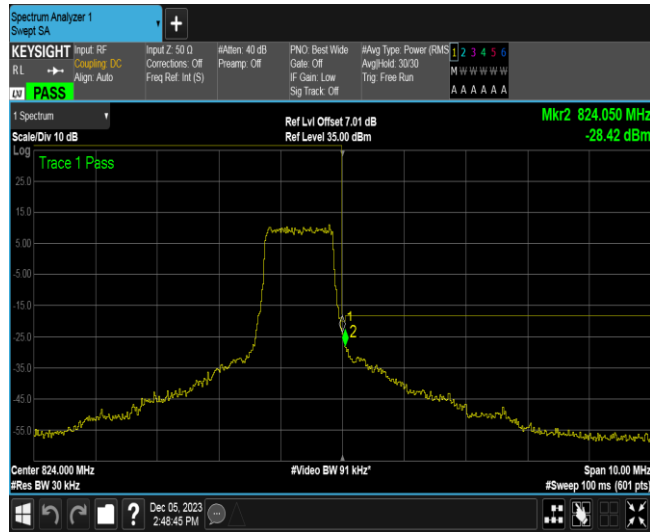 Spectrum Analyzer 1
Swept SA
KEYSIGHT
RL
LXI PASS
Input: RF
Coupling: DC
Align: Auto
Input Z: 50 Ω
Corrections: Off
Freq Ref: Int (S)
#Atten: 40 dB
Preamp: Off
PNO: Best Wide
Gate: Off
IF Gain: Low
Sig Track: Off
#Avg Type: Power (RMS
Avg|Hold: 30/30
Trig: Free Run
1 2 3 4 5 6
M W W W W W
A A A A A A
1 Spectrum
Scale/Div 10 dB
Ref Lvl Offset 7.01 dB
Ref Level 35.00 dBm
Mkr2 824.050 MHz
-28.42 dBm
Log
Trace 1 Pass
25.0
15.0
5.00
-5.00
-15.0
-25.0
-35.0
-45.0
-55.0
1
2
Center 824.000 MHz
#Res BW 30 kHz
#Video BW 91 kHz*
Span 10.00 MHz
#Sweep 100 ms (601 pts)
?
Dec 05, 2023
2:48:45 PM